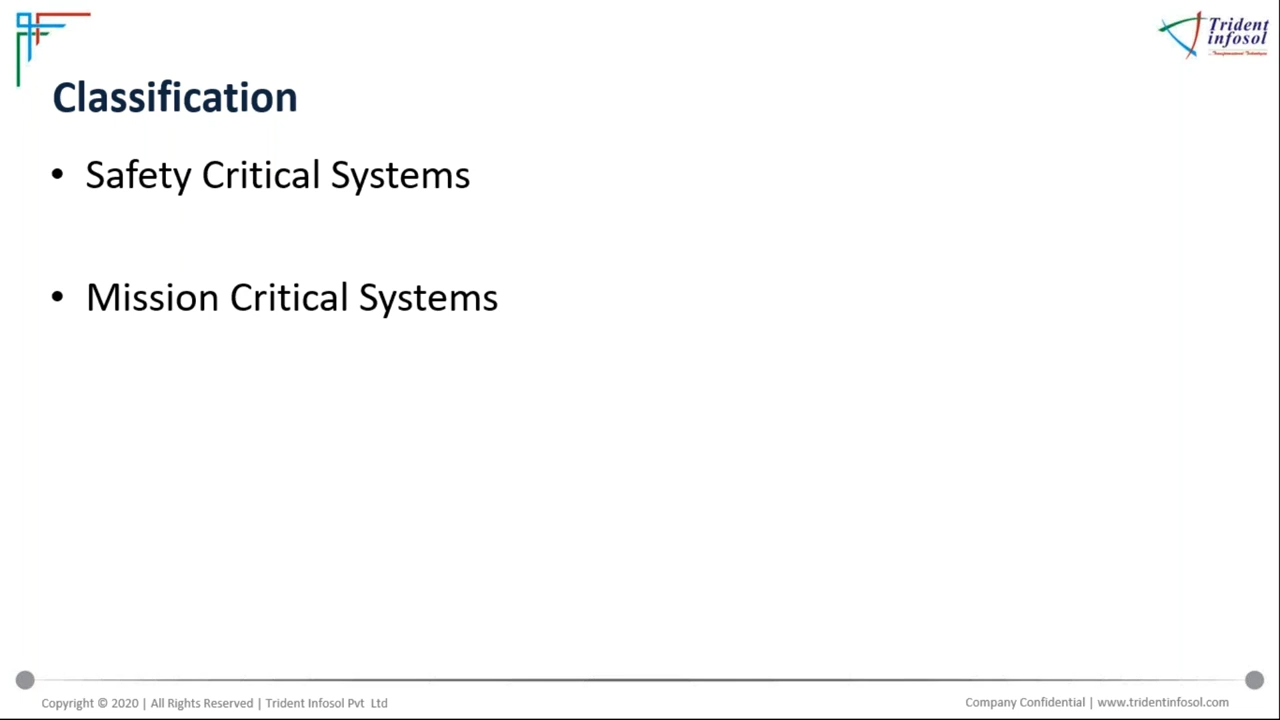 Trident
infosol
Classification
• Safety Critical Systems
• Mission Critical Systems
Copyright © 2020 | All Rights Reserved | Trident Infosol Pvt Ltd
Company Confidential | www.tridentinfosol.com